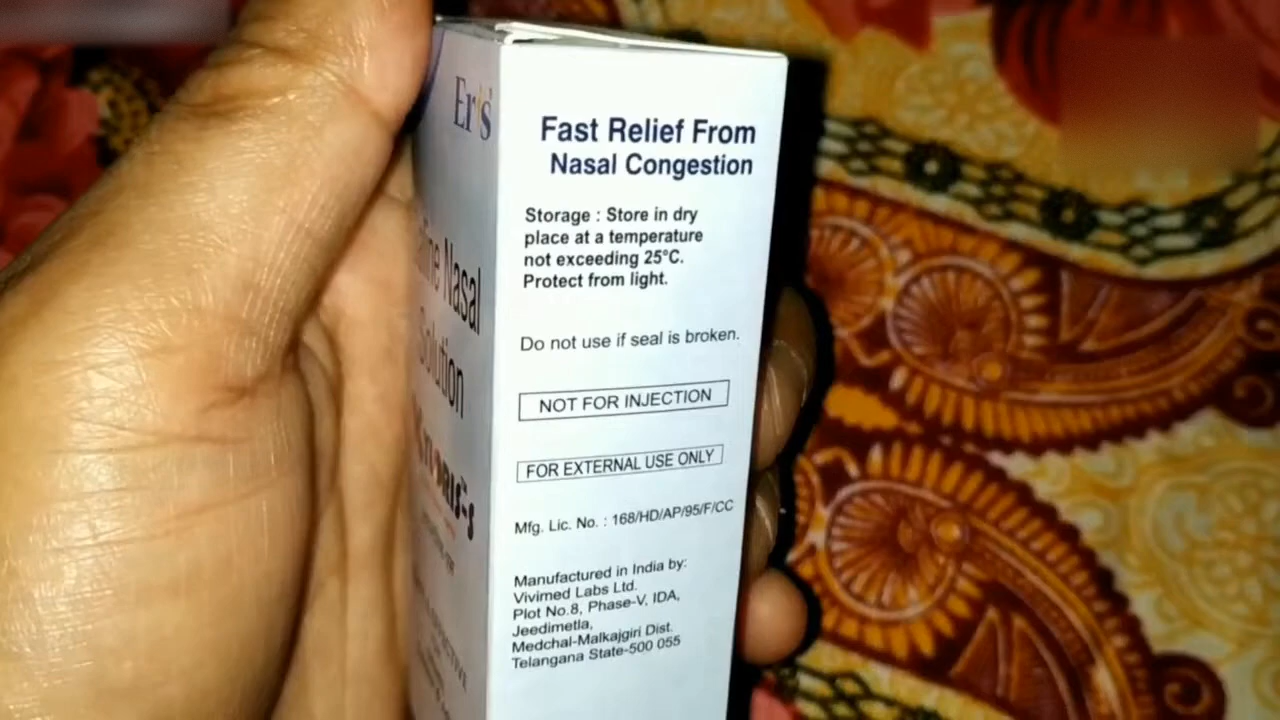 Eris
Nasal
Solution
Fast Relief From
Nasal Congestion
Storage : Store in dry
place at a temperature
not exceeding 25°C.
Protect from light.
Do not use if seal is broken.
NOT FOR INJECTION
FOR EXTERNAL USE ONLY
Mfg. Lic. No. : 168/HD/AP/95/F/CC
Manufactured in India by:
Vivimed Labs Ltd.
Plot No.8, Phase-V, IDA,
Jeedimetla,
Medchal-Malkajgiri Dist.
Telangana State-500 055